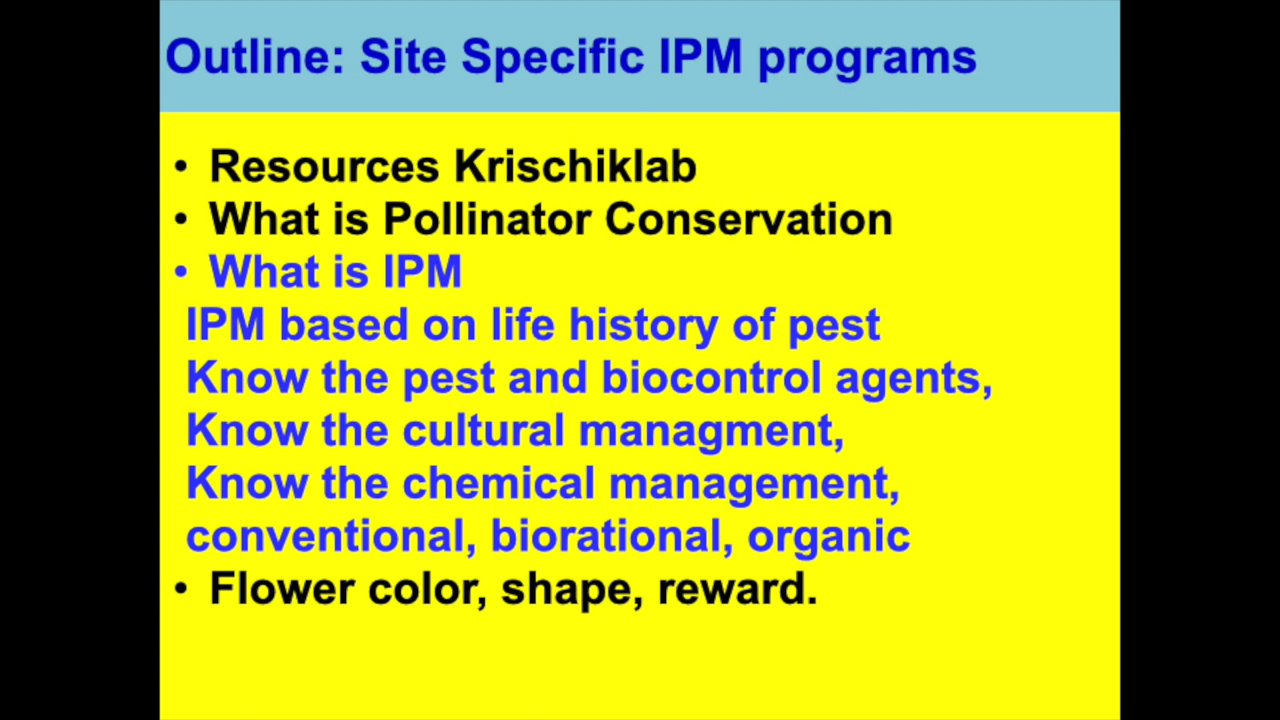 Outline: Site Specific IPM programs
• Resources Krischiklab
• What is Pollinator Conservation
• What is IPM
IPM based on life history of pest
Know the pest and biocontrol agents,
Know the cultural managment,
Know the chemical management,
conventional, biorational, organic
• Flower color, shape, reward.